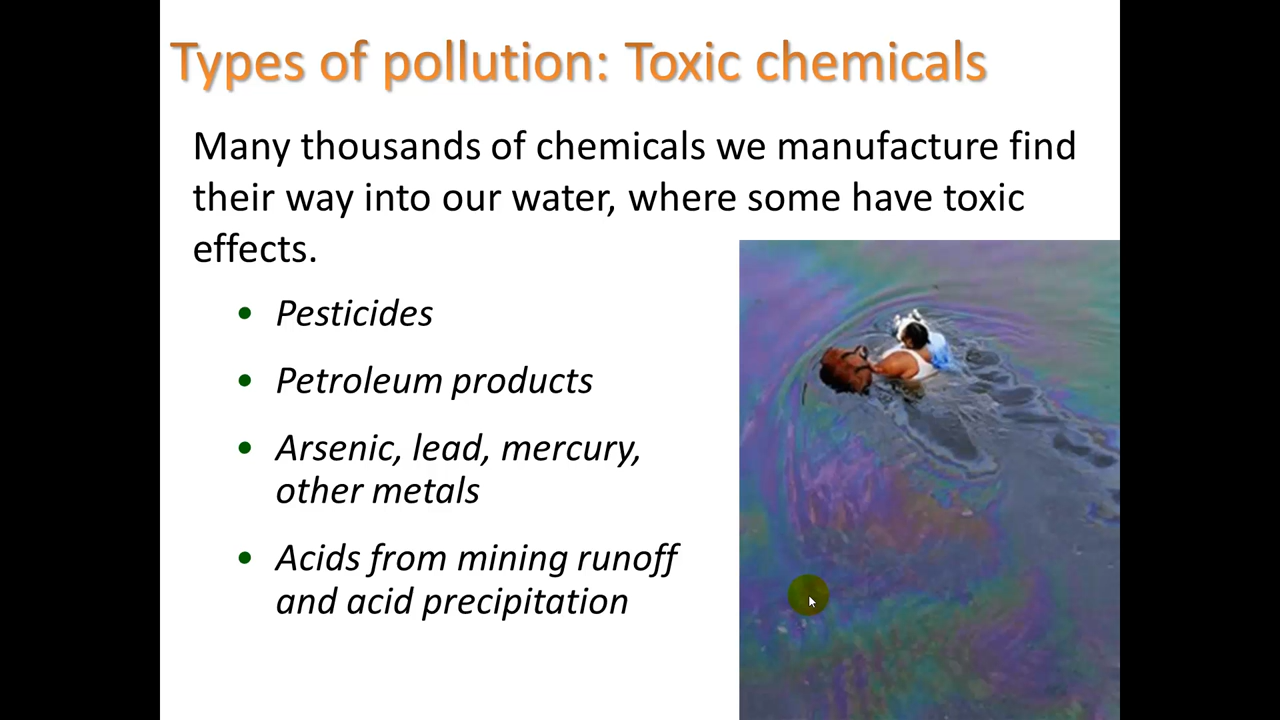 Types of pollution: Toxic chemicals
Many thousands of chemicals we manufacture find
their way into our water, where some have toxic
effects.
• Pesticides
• Petroleum products
• Arsenic, lead, mercury,
other metals
• Acids from mining runoff
and acid precipitation